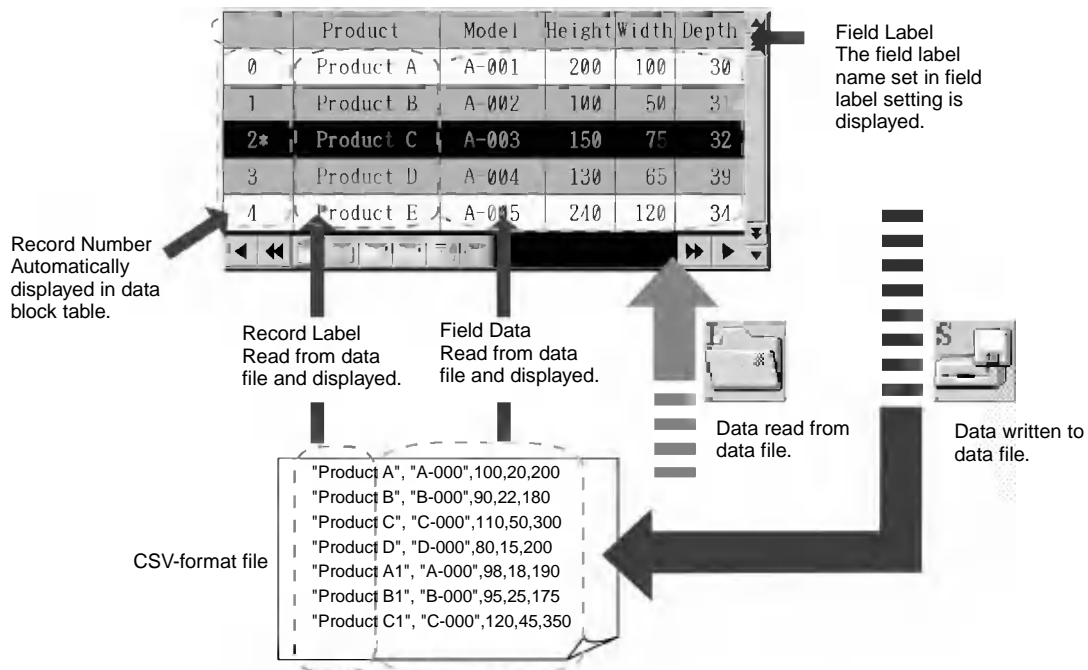 Product Model Height Width Depth
0 Product A A-001 200 100 30
1 Product B A-002 100 50 31
2* Product C A-003 150 75 32
3 Product D A-004 130 65 39
4 Product E A-005 240 120 34
Field Label
The field label
name set in field
label setting is
displayed.
Record Number
Automatically
displayed in data
block table.
Record Label
Read from data
file and displayed.
Field Data
Read from data
file and displayed.
L
S
Data read from
data file.
Data written to
data file.
CSV-format file
"Product A", "A-000",100,20,200
"Product B", "B-000",90,22,180
"Product C", "C-000",110,50,300
"Product D", "D-000",80,15,200
"Product A1", "A-000",98,18,190
"Product B1", "B-000",95,25,175
"Product C1", "C-000",120,45,350